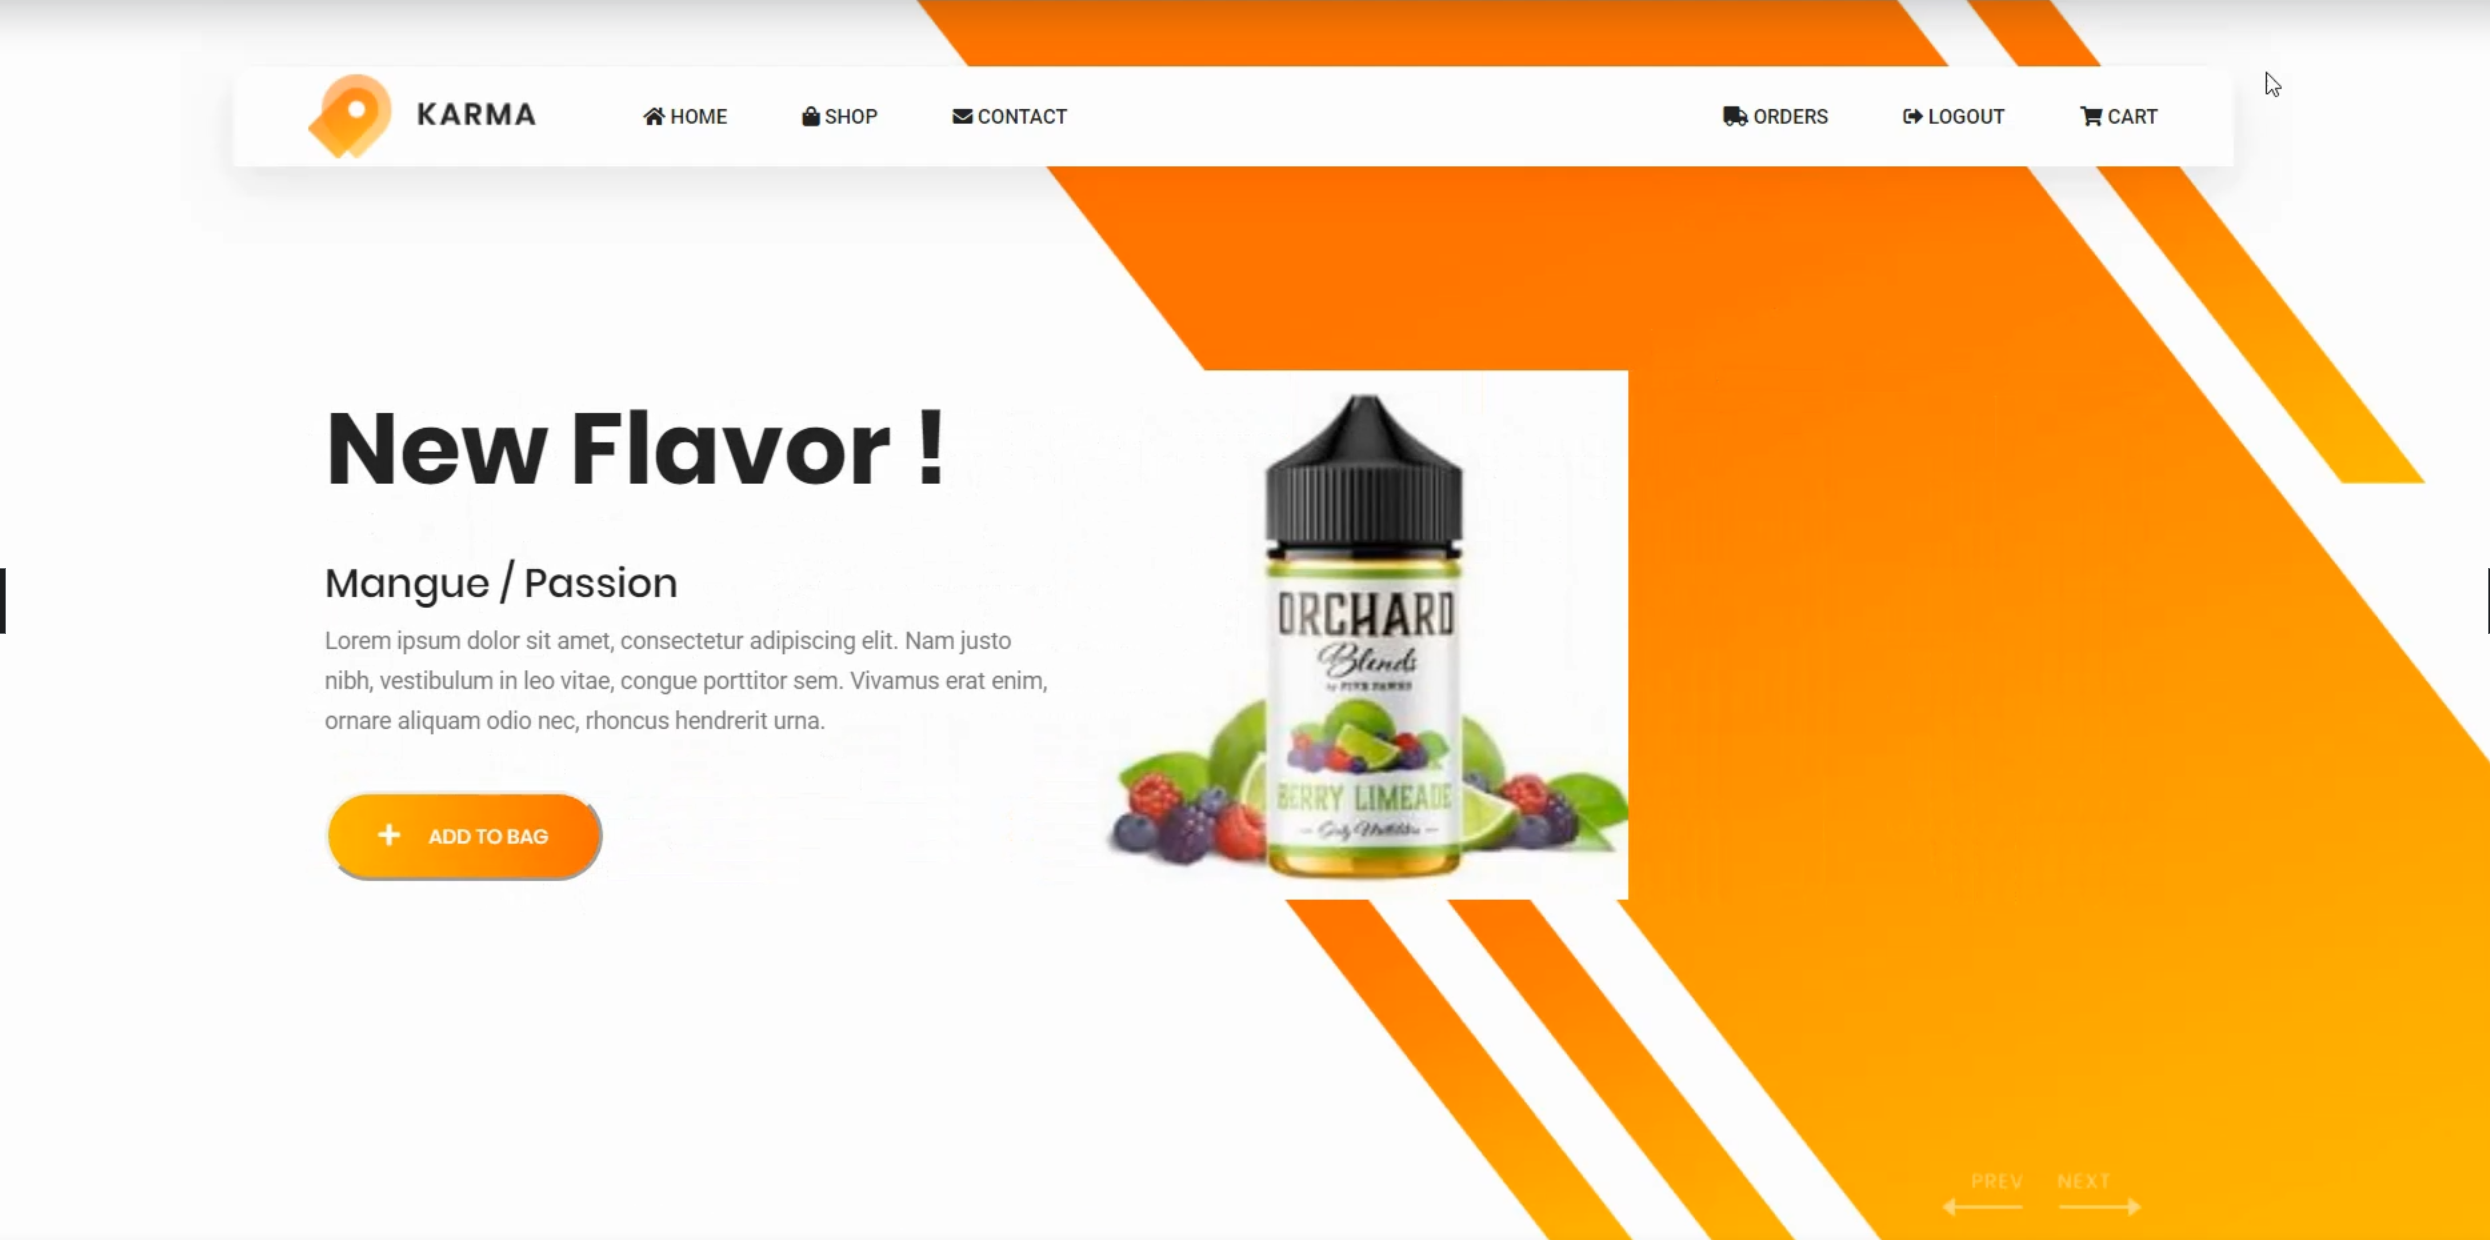 KARMA
HOME
SHOP
CONTACT
ORDERS
LOGOUT
CART
New Flavor !
Mangue / Passion
Lorem ipsum dolor sit amet, consectetur adipiscing elit. Nam justo
nibh, vestibulum in leo vitae, congue porttitor sem. Vivamus erat enim,
ornare aliquam odio nec, rhoncus hendrerit urna.
ADD TO BAG
ORCHARD
Blends
by FIVE PAWNS
BERRY LIMEADE
PREV
NEXT